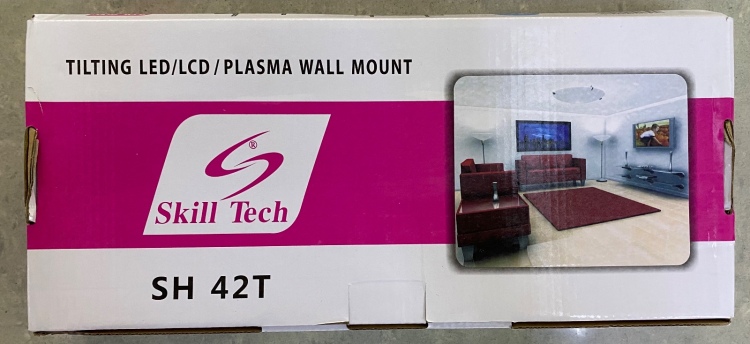 TILTING LED/LCD / PLASMA WALL MOUNT
®
Skill Tech
SH 42T